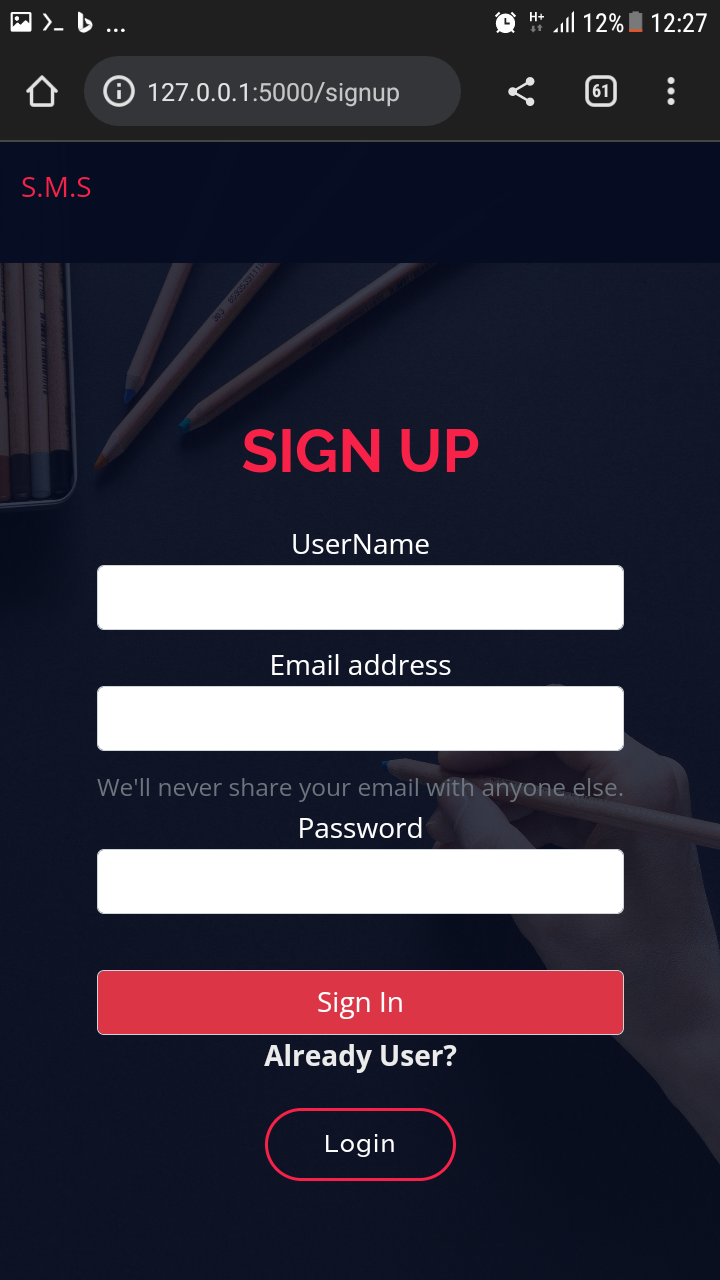 ... H+ 12% 12:27
127.0.0.1:5000/signup 61
S.M.S
SIGN UP
UserName
Email address
We'll never share your email with anyone else.
Password
Sign In
Already User?
Login